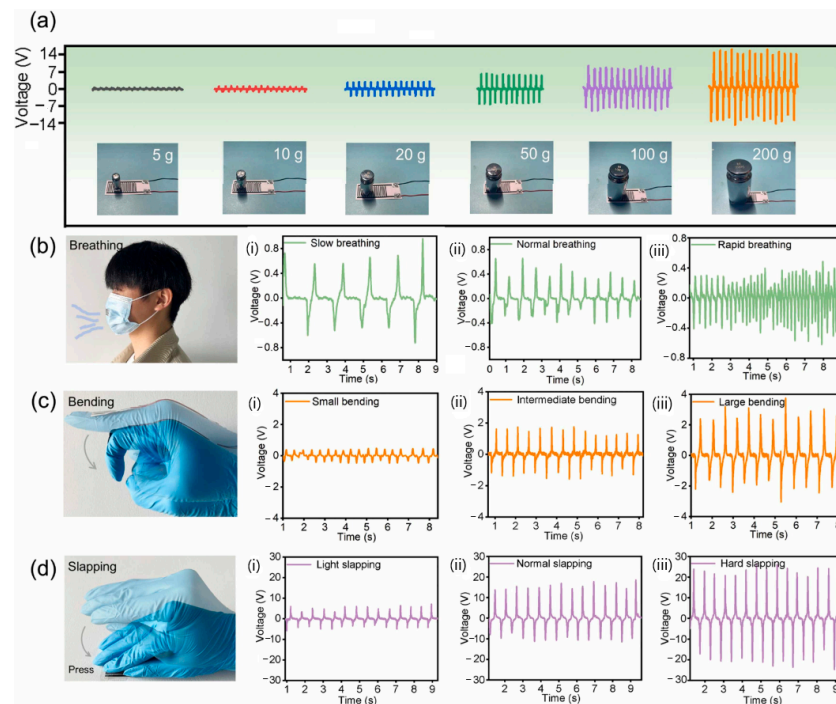 (a)
Voltage (V)
14
7
0
−7
−14
5 g
10 g
20 g
50 g
100 g
200 g
(b)
Breathing
(i)
Slow breathing
Voltage (V)
0.8
0.4
0.0
−0.4
−0.8
1 2 3 4 5 6 7 8 9
Time (s)
(ii)
Normal breathing
Voltage (V)
0.8
0.4
0.0
−0.4
−0.8
0 1 2 3 4 5 6 7 8
Time (s)
(iii)
Rapid breathing
Voltage (V)
0.8
0.4
0.0
−0.4
−0.8
1 2 3 4 5 6 7 8
Time (s)
(c)
Bending
(i)
Small bending
Voltage (V)
4
2
0
−2
−4
1 2 3 4 5 6 7 8
Time (s)
(ii)
Intermediate bending
Voltage (V)
4
2
0
−2
−4
1 2 3 4 5 6 7 8
Time (s)
(iii)
Large bending
Voltage (V)
4
2
0
−2
−4
1 2 3 4 5 6 7 8
Time (s)
(d)
Slapping
Press
(i)
Light slapping
Voltage (V)
30
20
10
0
−10
−20
−30
1 2 3 4 5 6 7 8 9
Time (s)
(ii)
Normal slapping
Voltage (V)
30
20
10
0
−10
−20
−30
2 3 4 5 6 7 8 9
Time (s)
(iii)
Hard slapping
Voltage (V)
30
20
10
0
−10
−20
−30
2 3 4 5 6 7 8 9
Time (s)